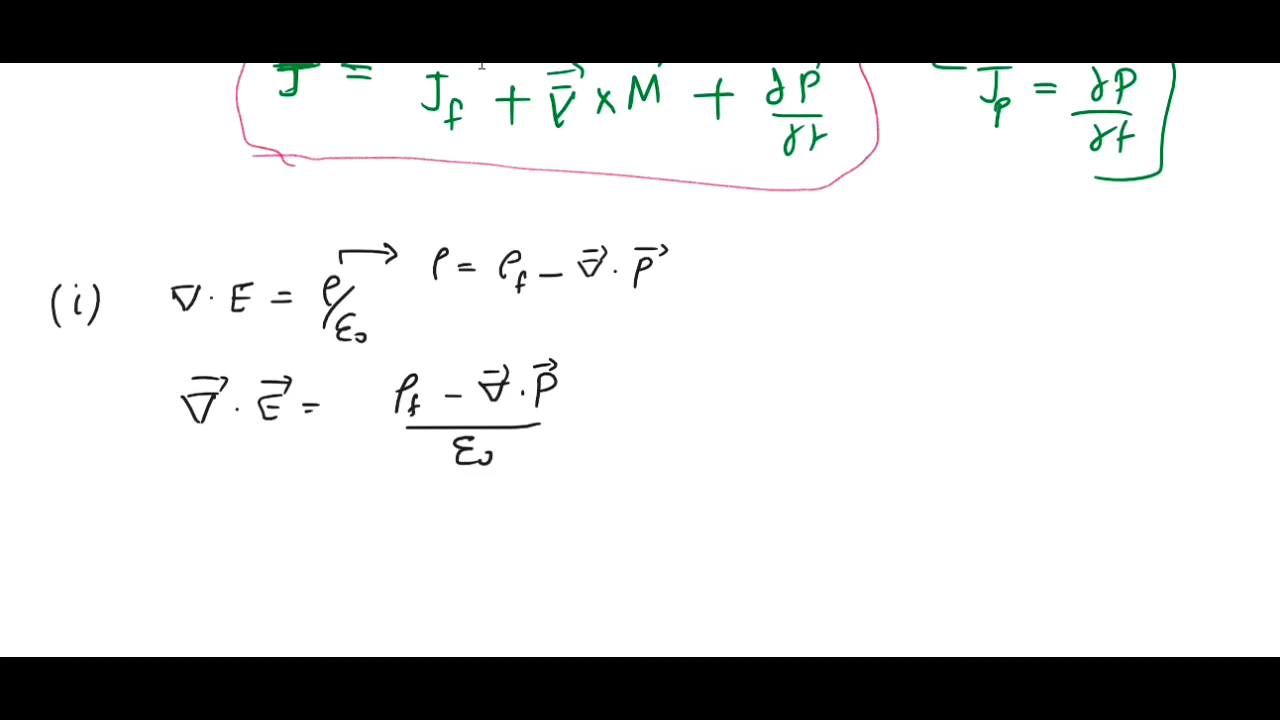 J⃗ = J_f + ∇⃗ × M + ∂P/∂t    J_p = ∂P/∂t
(i) ∇ · E = ρ/ε₀ → ρ = ρ_f − ∇⃗ · P⃗
∇⃗ · E⃗ = (ρ_f − ∇⃗ · P⃗)/ε₀